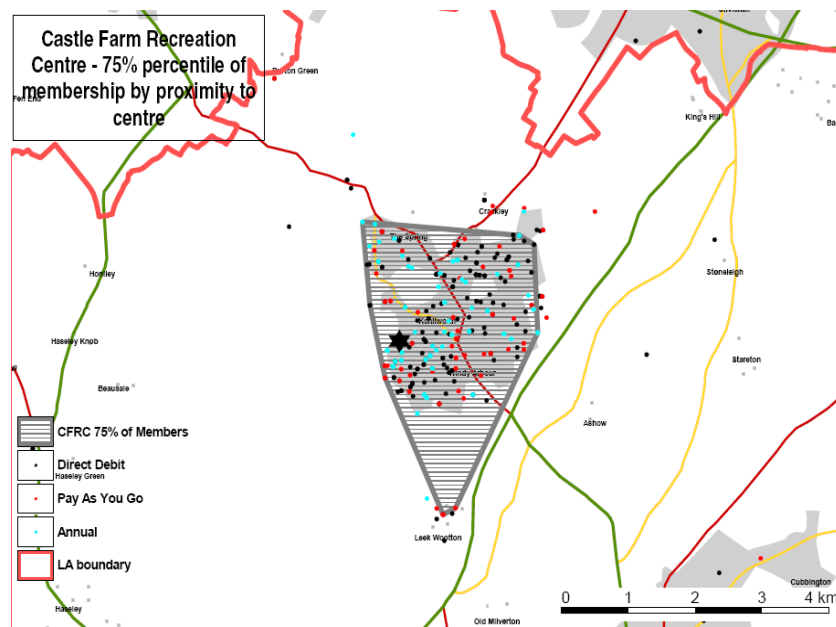 Castle Farm Recreation
Centre - 75% percentile of
membership by proximity to
centre
King's Hill
Crackley
Stoneleigh
Honiley
Kenilworth
Haseley Knob
Stareton
Beausale
Ashow
CFRC 75% of Members
Direct Debit
Haseley Green
Pay As You Go
Annual
Leek Wootton
LA boundary
Cubbington
0 1 2 3 4 km
Haseley
Old Milverton